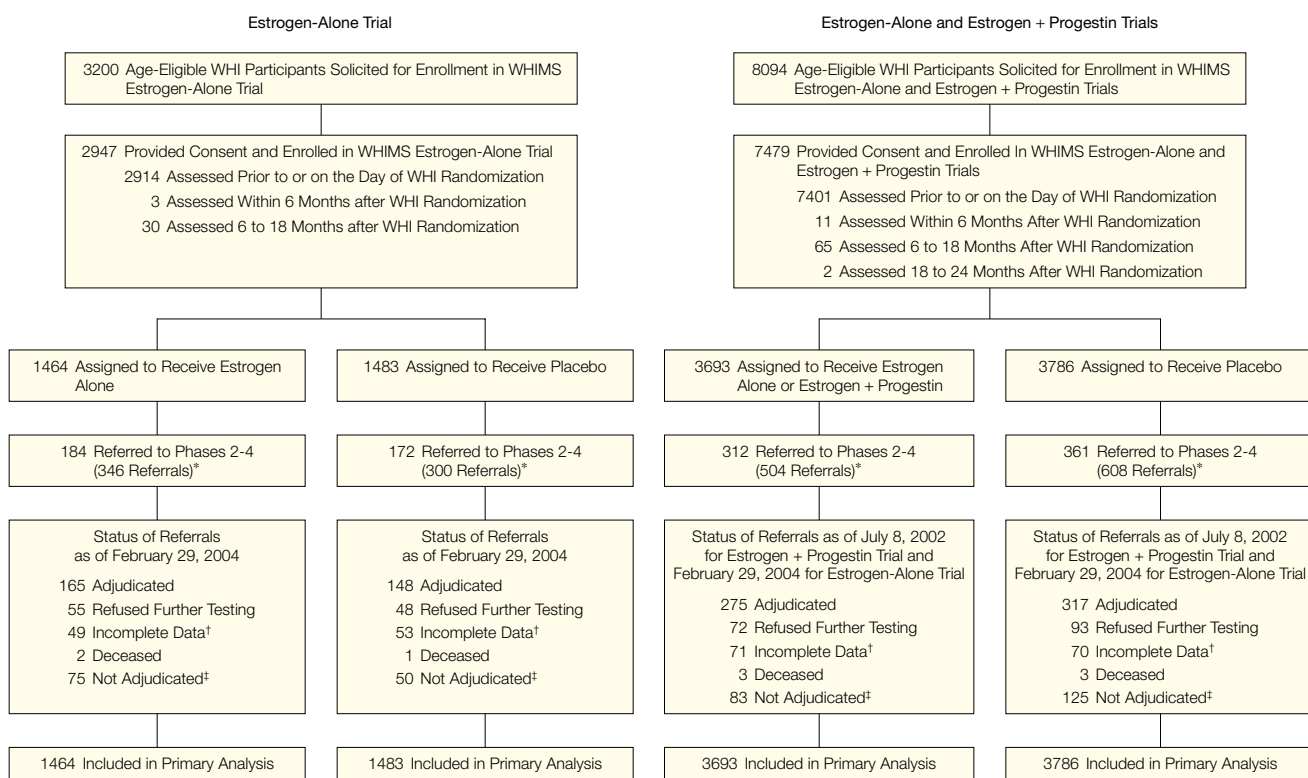 Estrogen-Alone Trial
3200 Age-Eligible WHI Participants Solicited for Enrollment in WHIMS
Estrogen-Alone Trial
2947 Provided Consent and Enrolled in WHIMS Estrogen-Alone Trial
2914 Assessed Prior to or on the Day of WHI Randomization
3 Assessed Within 6 Months after WHI Randomization
30 Assessed 6 to 18 Months after WHI Randomization
1464 Assigned to Receive Estrogen
Alone
184 Referred to Phases 2-4
(346 Referrals)*
Status of Referrals
as of February 29, 2004
165 Adjudicated
55 Refused Further Testing
49 Incomplete Data†
2 Deceased
75 Not Adjudicated‡
1464 Included in Primary Analysis
1483 Assigned to Receive Placebo
172 Referred to Phases 2-4
(300 Referrals)*
Status of Referrals
as of February 29, 2004
148 Adjudicated
48 Refused Further Testing
53 Incomplete Data†
1 Deceased
50 Not Adjudicated‡
1483 Included in Primary Analysis
Estrogen-Alone and Estrogen + Progestin Trials
8094 Age-Eligible WHI Participants Solicited for Enrollment in WHIMS
Estrogen-Alone and Estrogen + Progestin Trials
7479 Provided Consent and Enrolled In WHIMS Estrogen-Alone and
Estrogen + Progestin Trials
7401 Assessed Prior to or on the Day of WHI Randomization
11 Assessed Within 6 Months After WHI Randomization
65 Assessed 6 to 18 Months After WHI Randomization
2 Assessed 18 to 24 Months After WHI Randomization
3693 Assigned to Receive Estrogen
Alone or Estrogen + Progestin
312 Referred to Phases 2-4
(504 Referrals)*
Status of Referrals as of July 8, 2002
for Estrogen + Progestin Trial and
February 29, 2004 for Estrogen-Alone Trial
275 Adjudicated
72 Refused Further Testing
71 Incomplete Data†
3 Deceased
83 Not Adjudicated‡
3693 Included in Primary Analysis
3786 Assigned to Receive Placebo
361 Referred to Phases 2-4
(608 Referrals)*
Status of Referrals as of July 8, 2002
for Estrogen + Progestin Trial and
February 29, 2004 for Estrogen-Alone Trial
317 Adjudicated
93 Refused Further Testing
70 Incomplete Data†
3 Deceased
125 Not Adjudicated‡
3786 Included in Primary Analysis